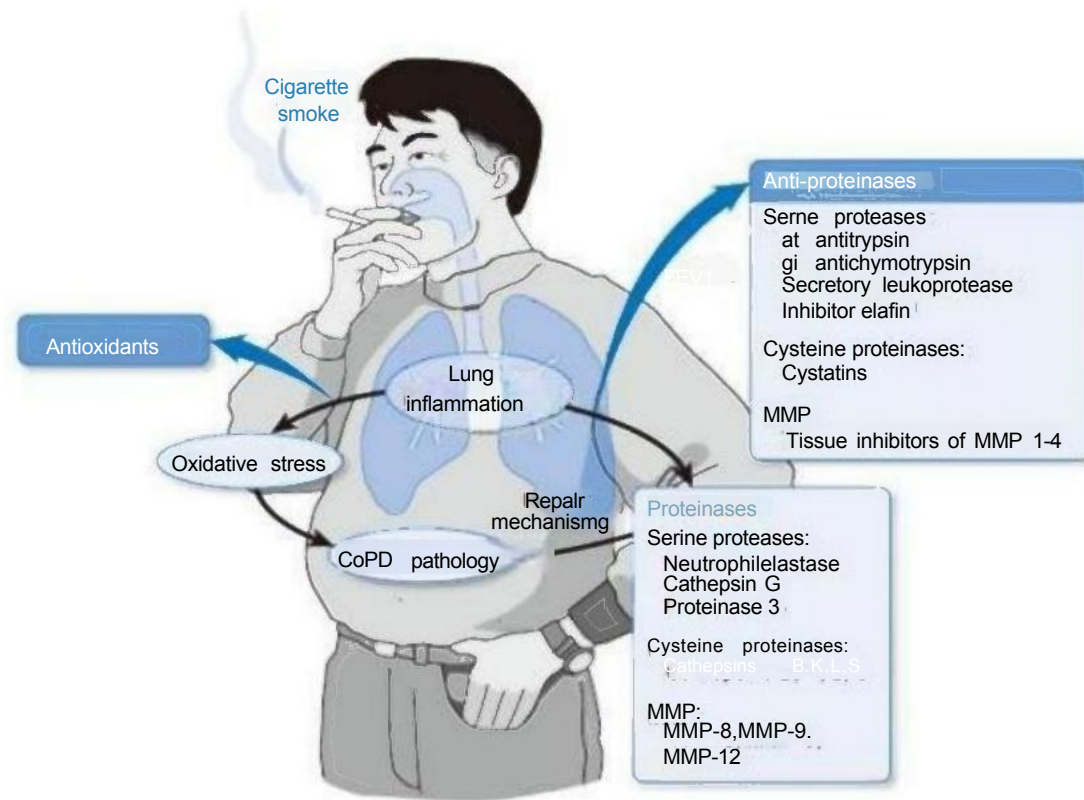 Cigarette
smoke
Anti-proteinases
Serne proteases
at antitrypsin
gi antichymotrypsin
Secretory leukoprotease
Inhibitor elafin
Cysteine proteinases:
Cystatins
MMP
Tissue inhibitors of MMP 1-4
FEV1
Antioxidants
Lung
inflammation
Oxidative stress
Repalr
mechanismg
CoPD pathology
Proteinases
Serine proteases:
Neutrophilelastase
Cathepsin G
Proteinase 3
Cysteine proteinases:
Cathepsins B.K,L,S
MMP:
MMP-8,MMP-9.
MMP-12